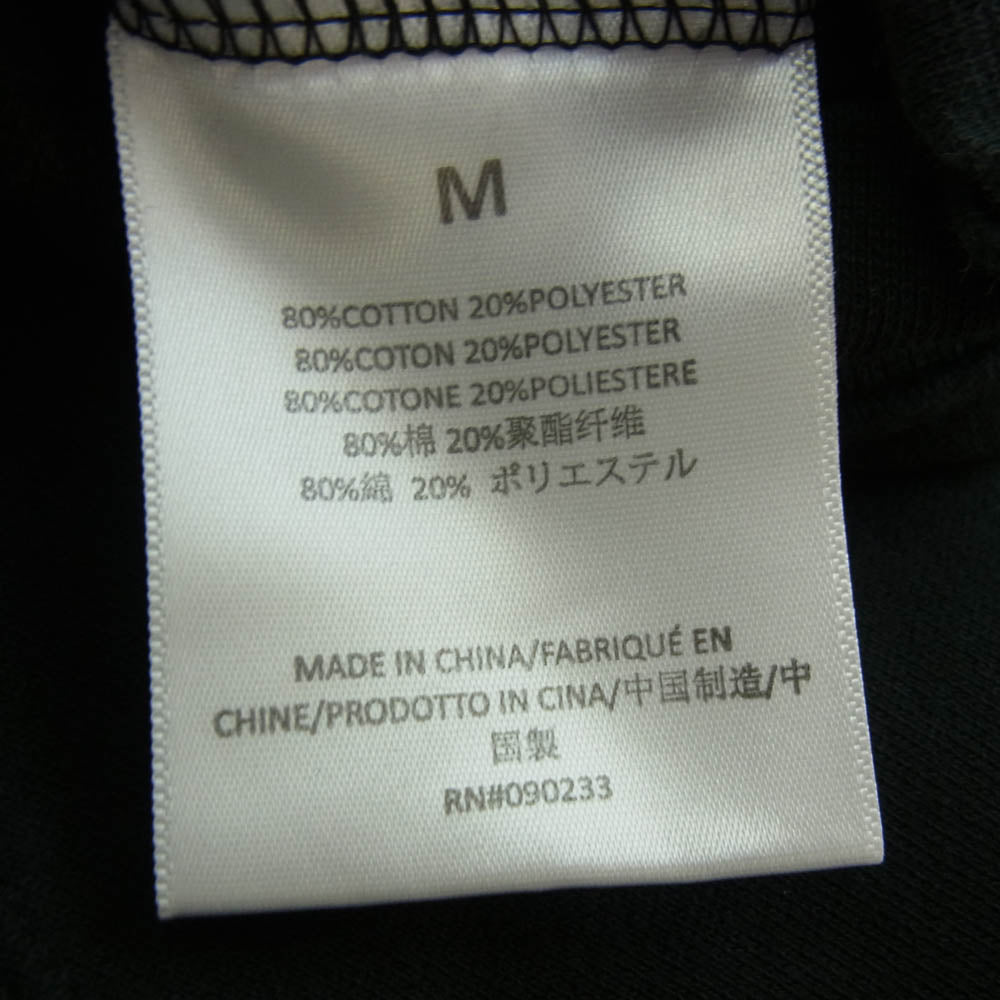 M
80%COTTON 20%POLYESTER
80%COTON 20%POLYESTER
80%COTONE 20%POLIESTERE
80%棉 20%聚酯纤维
80%綿 20% ポリエステル
MADE IN CHINA/FABRIQUÉ EN
CHINE/PRODOTTO IN CINA/中国制造/中
国製
RN#090233